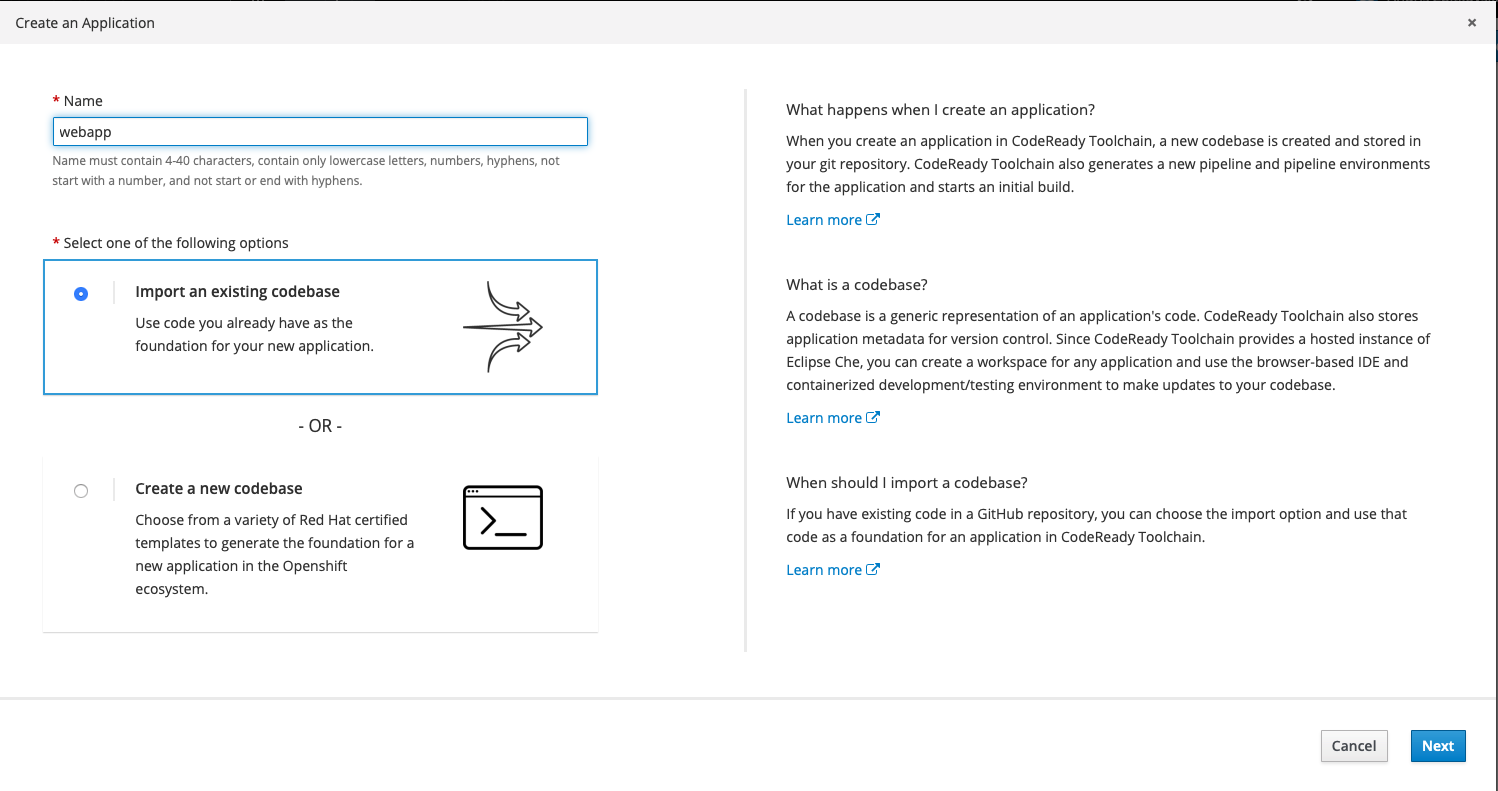 Create an Application
×
* Name
webapp
Name must contain 4-40 characters, contain only lowercase letters, numbers, hyphens, not
start with a number, and not start or end with hyphens.
* Select one of the following options
Import an existing codebase
Use code you already have as the
foundation for your new application.
- OR -
Create a new codebase
Choose from a variety of Red Hat certified
templates to generate the foundation for a
new application in the Openshift
ecosystem.
What happens when I create an application?
When you create an application in CodeReady Toolchain, a new codebase is created and stored in
your git repository. CodeReady Toolchain also generates a new pipeline and pipeline environments
for the application and starts an initial build.
Learn more
What is a codebase?
A codebase is a generic representation of an application's code. CodeReady Toolchain also stores
application metadata for version control. Since CodeReady Toolchain provides a hosted instance of
Eclipse Che, you can create a workspace for any application and use the browser-based IDE and
containerized development/testing environment to make updates to your codebase.
Learn more
When should I import a codebase?
If you have existing code in a GitHub repository, you can choose the import option and use that
code as a foundation for an application in CodeReady Toolchain.
Learn more
Cancel
Next